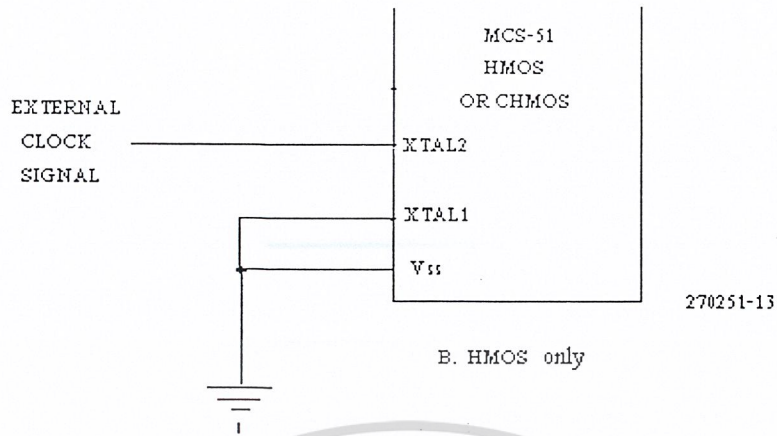 MCS-51
HMOS
OR CHMOS
EXTERNAL
CLOCK
SIGNAL
XTAL2
XTAL1
Vss
270251-13
B. HMOS only